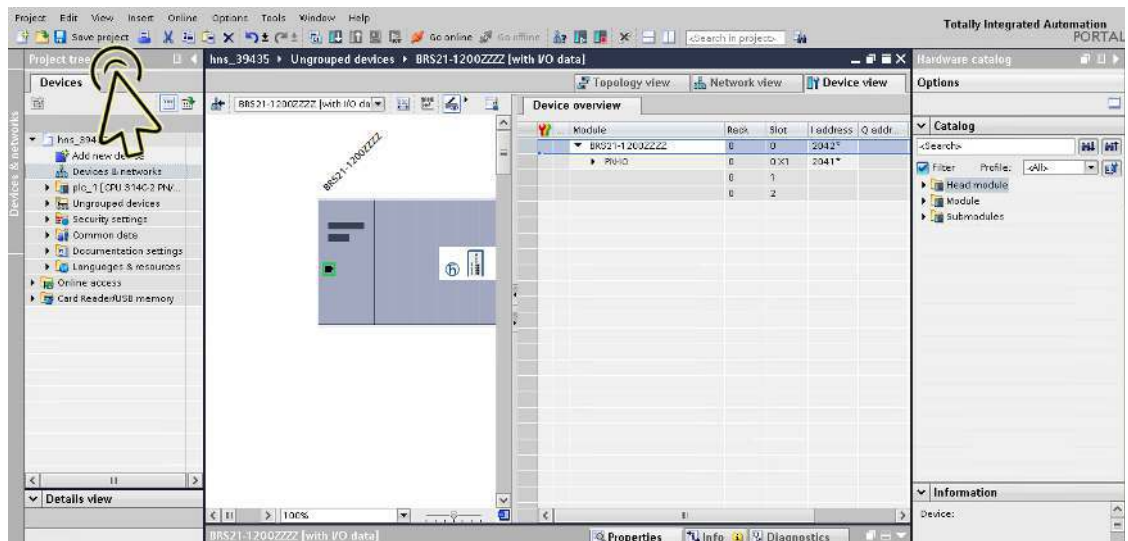 Project Edit View Insert Online Options Tools Window Help
Totally Integrated Automation
PORTAL
Save project Go online Go offline <Search in project>
Project tree
hns_39435 Ungrouped devices BRS21-1200ZZZZ [with I/O data]
Hardware catalog
Devices
Topology view Network view Device view
Options
BRS21-1200ZZZZ [with I/O da
Device overview
Module Rack Slot I address Q addr...
Catalog
BRS21-1200ZZZZ 0 0 2042*
<Search>
Add new
PN-IO 0 0 X1 2041*
Filter Profile: <All>
Devices & networks
0 1
Head module
plc_1 [CPU 314C-2 PN/...
0 2
Module
Ungrouped devices
Submodules
Security settings
Common data
Documentation settings
Languages & resources
Online access
Card Reader/USB memory
BRS21-1200ZZZZ
Devices & networks
Details view
100%
Information
Device:
BRS21-1200ZZZZ [with I/O data]
Properties Info Diagnostics